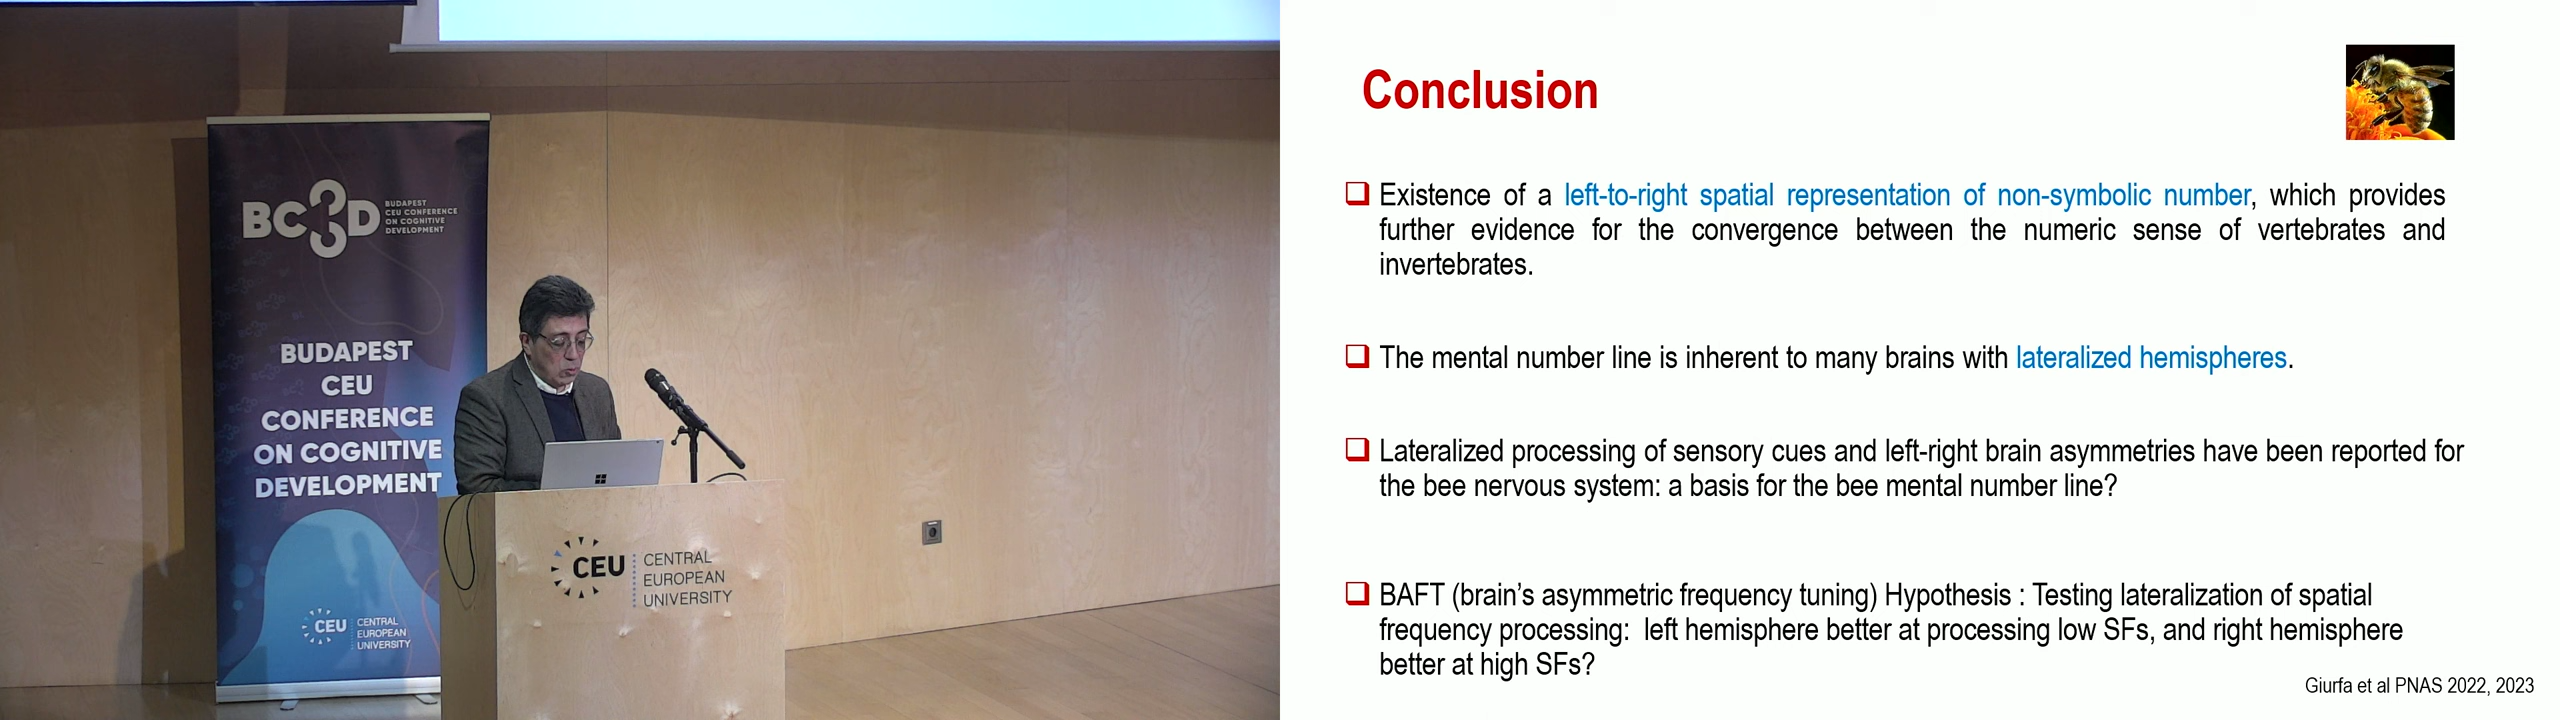 BC3D
BUDAPEST
CEU CONFERENCE
ON COGNITIVE
DEVELOPMENT
BUDAPEST
CEU
CONFERENCE
ON COGNITIVE
DEVELOPMENT
CEU
CENTRAL
EUROPEAN
UNIVERSITY
CEU
CENTRAL
EUROPEAN
UNIVERSITY
Conclusion
Existence of a left-to-right spatial representation of non-symbolic number, which provides
further evidence for the convergence between the numeric sense of vertebrates and
invertebrates.
The mental number line is inherent to many brains with lateralized hemispheres.
Lateralized processing of sensory cues and left-right brain asymmetries have been reported for
the bee nervous system: a basis for the bee mental number line?
BAFT (brain’s asymmetric frequency tuning) Hypothesis : Testing lateralization of spatial
frequency processing:  left hemisphere better at processing low SFs, and right hemisphere
better at high SFs?
Giurfa et al PNAS 2022, 2023